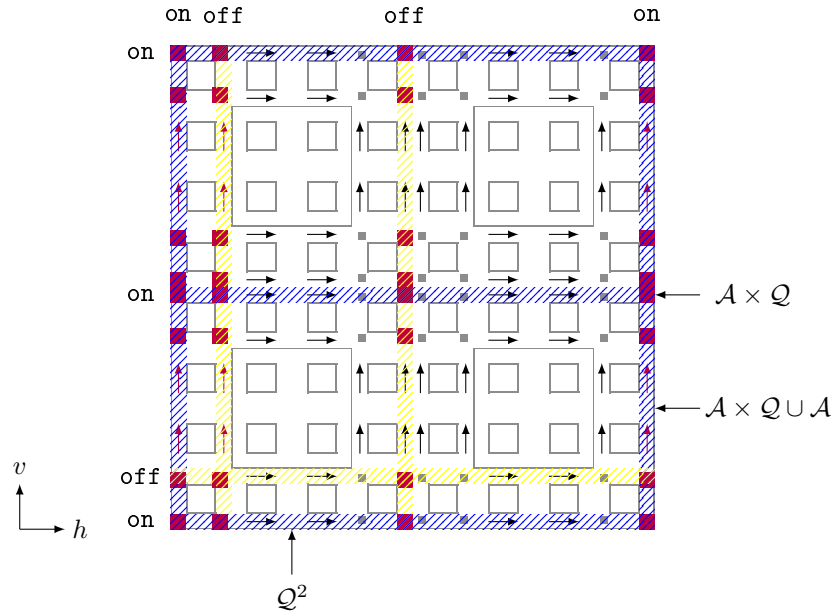 on off off on
on
on
𝒜 × 𝒬
𝒜 × 𝒬 ∪ 𝒜
v
off
on
h
𝒬²